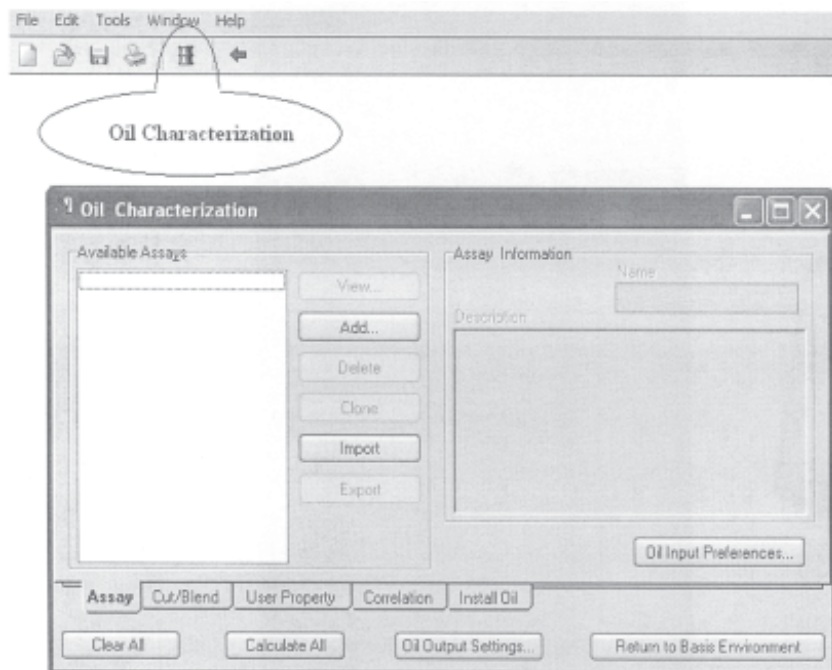 File Edit Tools Window Help
Oil Characterization
Oil Characterization
Available Assays
Assay Information
View...
Name
Add...
Description
Delete
Clone
Import
Export
Oil Input Preferences...
Assay Cut/Blend User Property Correlation Install Oil
Clear All Calculate All Oil Output Settings... Return to Basis Environment